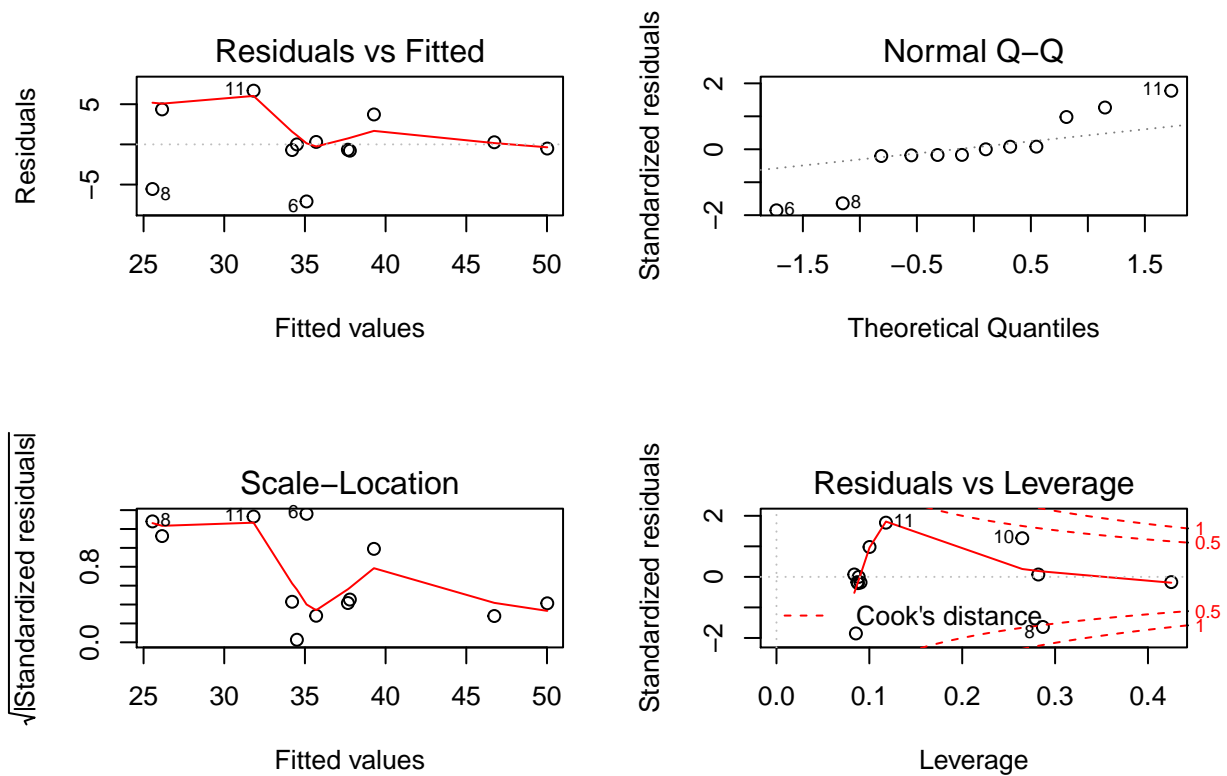 Residuals vs Fitted
Residuals
5
−5
11
8
6
25 30 35 40 45 50
Fitted values
Normal Q−Q
Standardized residuals
2
0
−2
11
8
6
−1.5 −0.5 0.5 1.5
Theoretical Quantiles
Scale−Location
√|Standardized residuals|
0.8
0.0
8
11
6
25 30 35 40 45 50
Fitted values
Residuals vs Leverage
Standardized residuals
2
0
−2
11
10
8
1
0.5
0.5
1
Cook's distance
0.0 0.1 0.2 0.3 0.4
Leverage